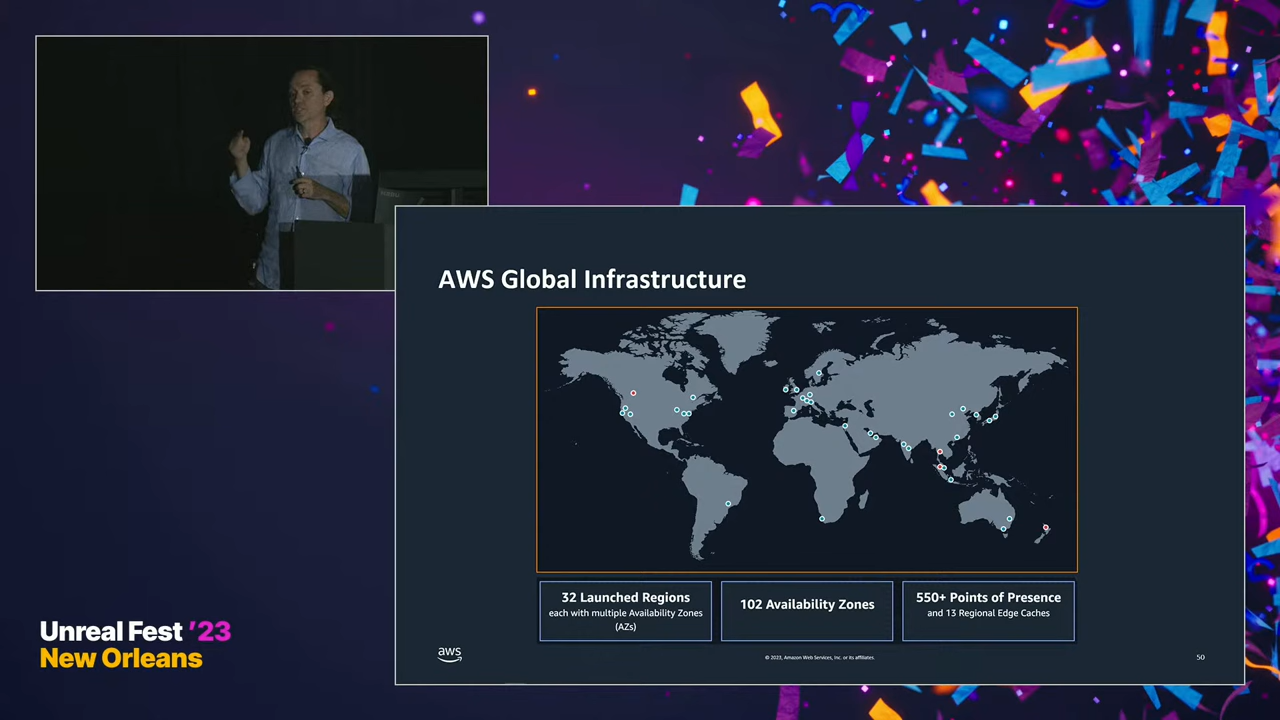 AWS Global Infrastructure
32 Launched Regions
each with multiple Availability Zones
(AZs)
102 Availability Zones
550+ Points of Presence
and 13 Regional Edge Caches
aws
© 2023, Amazon Web Services, Inc. or its affiliates.
50
Unreal Fest '23
New Orleans